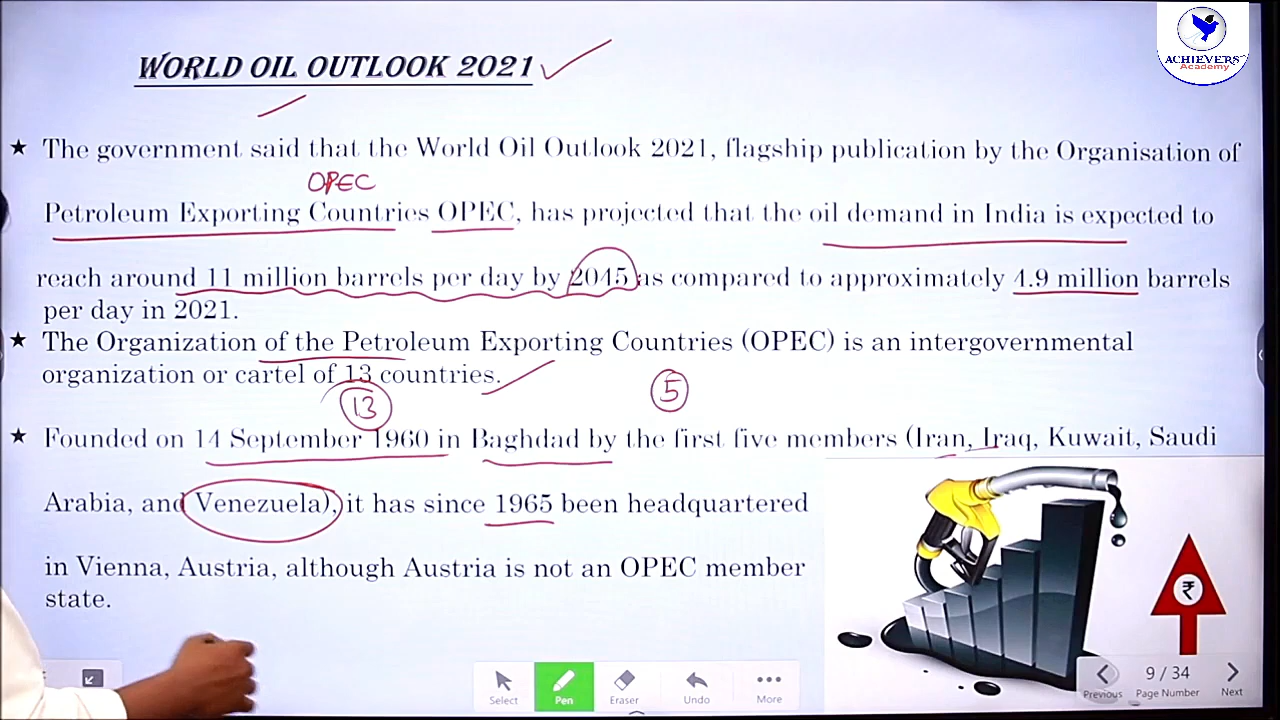 ACHIEVERS
Academy
WORLD OIL OUTLOOK 2021
The government said that the World Oil Outlook 2021, flagship publication by the Organisation of
OPEC
Petroleum Exporting Countries OPEC, has projected that the oil demand in India is expected to
reach around 11 million barrels per day by 2045 as compared to approximately 4.9 million barrels
per day in 2021.
The Organization of the Petroleum Exporting Countries (OPEC) is an intergovernmental
organization or cartel of 13 countries.
13
5
Founded on 14 September 1960 in Baghdad by the first five members (Iran, Iraq, Kuwait, Saudi
Arabia, and Venezuela), it has since 1965 been headquartered
in Vienna, Austria, although Austria is not an OPEC member
state.
₹
Select Pen Eraser Undo More
9 / 34
Previous Page Number Next